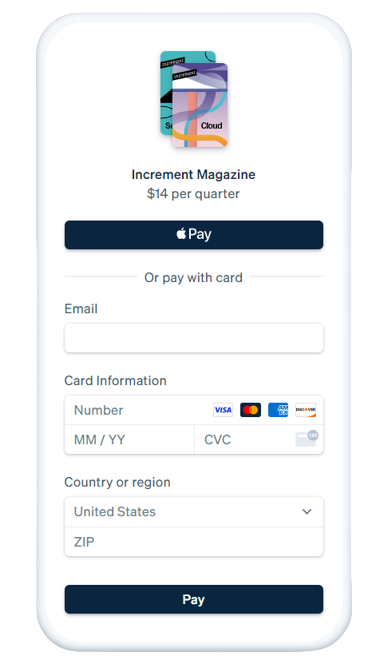 Increment
Increment
Cloud
Increment Magazine
$14 per quarter
Pay
Or pay with card
Email
Card Information
Number VISA DISCOVER
MM / YY CVC
Country or region
United States
ZIP
Pay